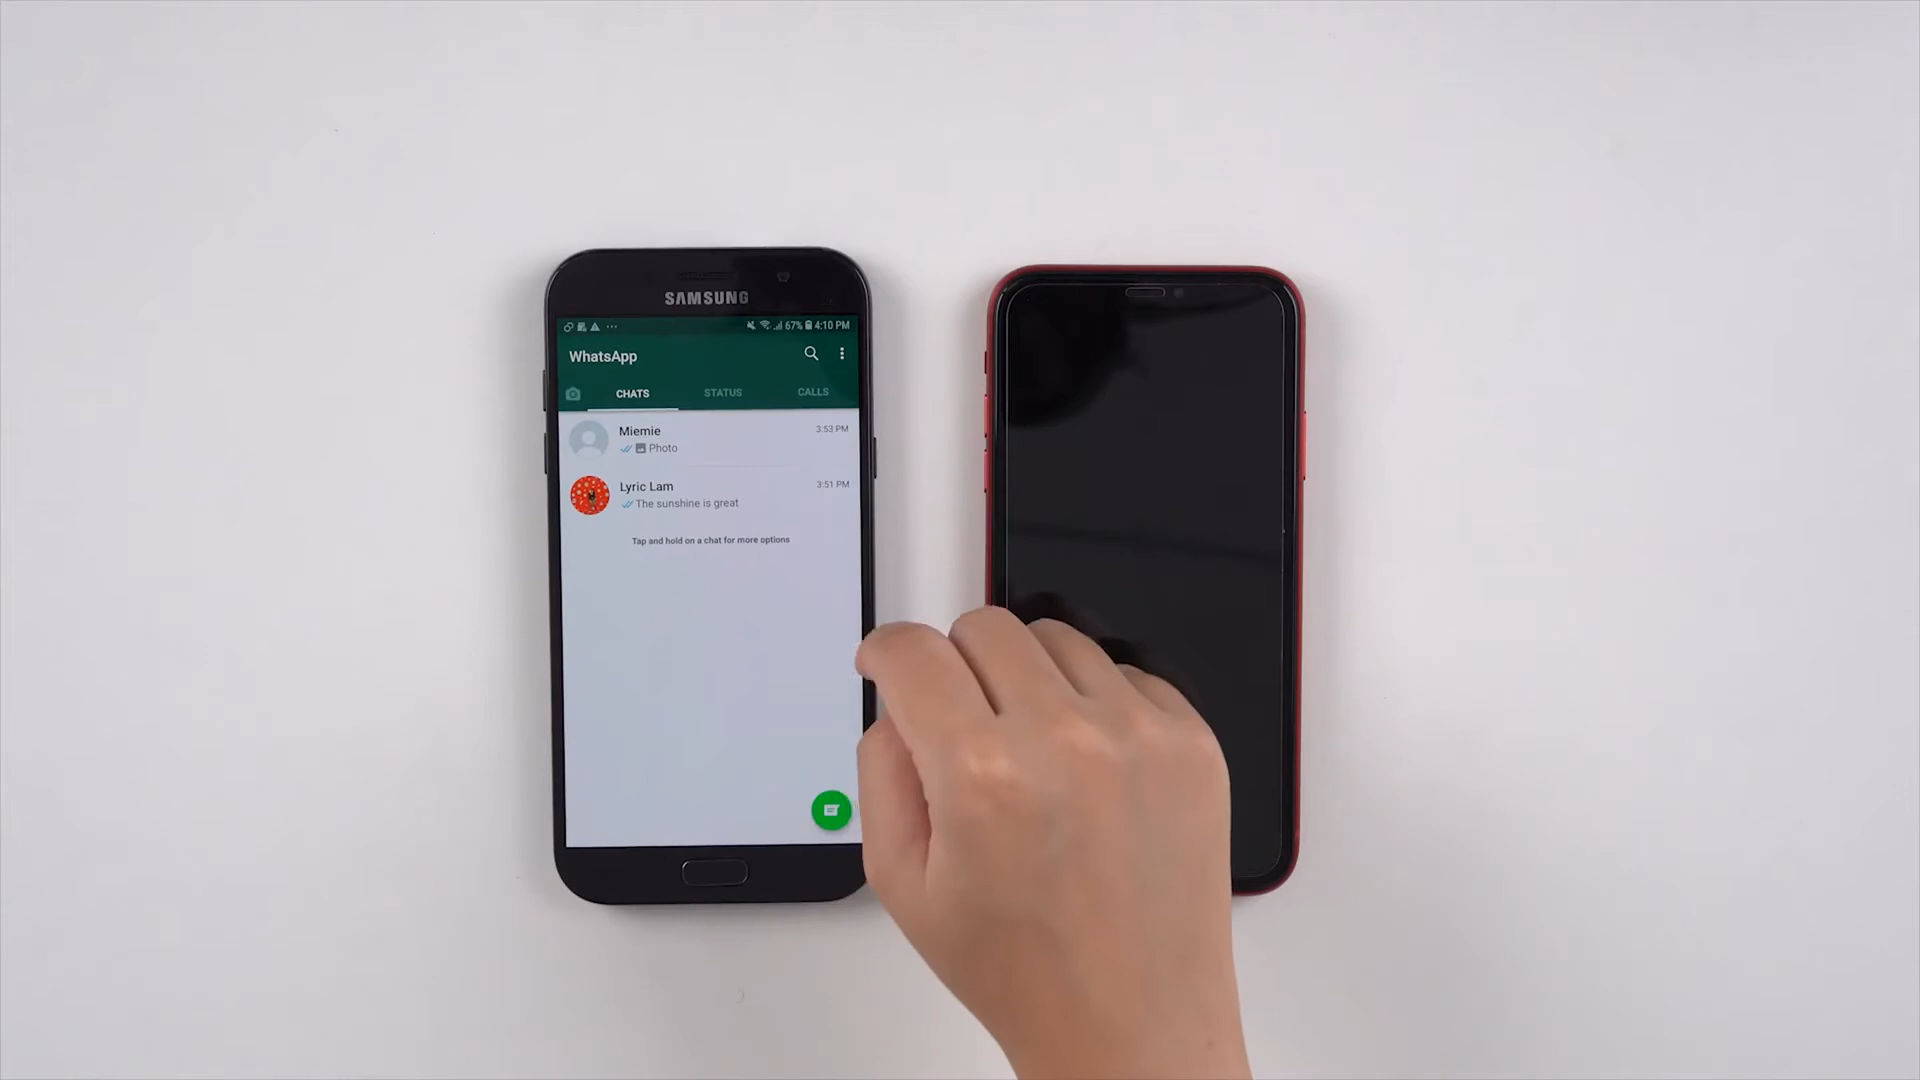 SAMSUNG
67% 4:10 PM
WhatsApp
CHATS STATUS CALLS
Miemie 3:53 PM
Photo
Lyric Lam 3:51 PM
The sunshine is great
Tap and hold on a chat for more options